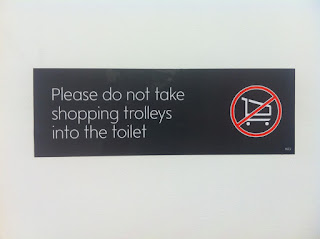 Please do not take
shopping trolleys
into the toilet